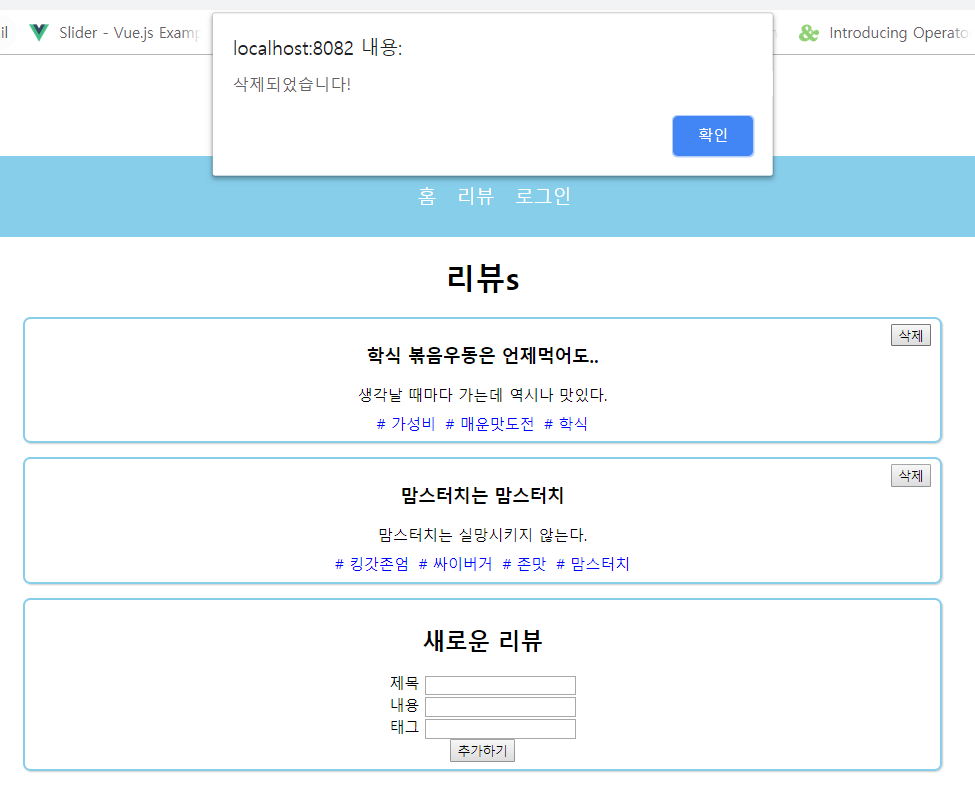 il
Slider - Vue.js Examp
Introducing Operato
localhost:8082 내용:
삭제되었습니다!
확인
홈 리뷰 로그인
리뷰s
삭제
학식 볶음우동은 언제먹어도..
생각날 때마다 가는데 역시나 맛있다.
# 가성비 # 매운맛도전 # 학식
삭제
맘스터치는 맘스터치
맘스터치는 실망시키지 않는다.
# 킹갓존엄 # 싸이버거 # 존맛 # 맘스터치
새로운 리뷰
제목
내용
태그
추가하기